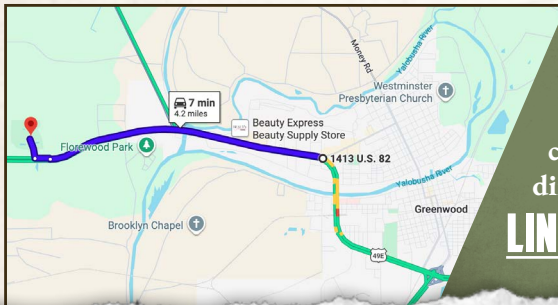 Money Rd
Yalobusha River
Westminster
Presbyterian Church
7 min
4.2 miles
Beauty Express
Beauty Supply Store
Florewood Park
1413 U.S. 82
Yalobusha River
Greenwood
Brooklyn Chapel
49E
c
di
LIN